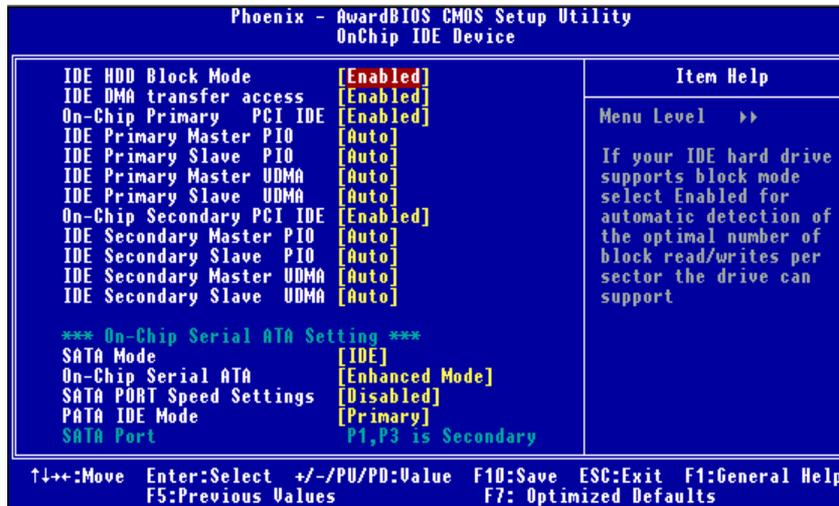 Phoenix - AwardBIOS CMOS Setup Utility
OnChip IDE Device
IDE HDD Block Mode [Enabled]
IDE DMA transfer access [Enabled]
On-Chip Primary PCI IDE [Enabled]
IDE Primary Master PIO [Auto]
IDE Primary Slave PIO [Auto]
IDE Primary Master UDMA [Auto]
IDE Primary Slave UDMA [Auto]
On-Chip Secondary PCI IDE [Enabled]
IDE Secondary Master PIO [Auto]
IDE Secondary Slave PIO [Auto]
IDE Secondary Master UDMA [Auto]
IDE Secondary Slave UDMA [Auto]
*** On-Chip Serial ATA Setting ***
SATA Mode [IDE]
On-Chip Serial ATA [Enhanced Mode]
SATA PORT Speed Settings [Disabled]
PATA IDE Mode [Primary]
SATA Port P1,P3 is Secondary
Item Help
Menu Level ▸▸
If your IDE hard drive
supports block mode
select Enabled for
automatic detection of
the optimal number of
block read/writes per
sector the drive can
support
↑↓→←:Move Enter:Select +/-/PU/PD:Value F10:Save ESC:Exit F1:General Help
F5:Previous Values F7: Optimized Defaults